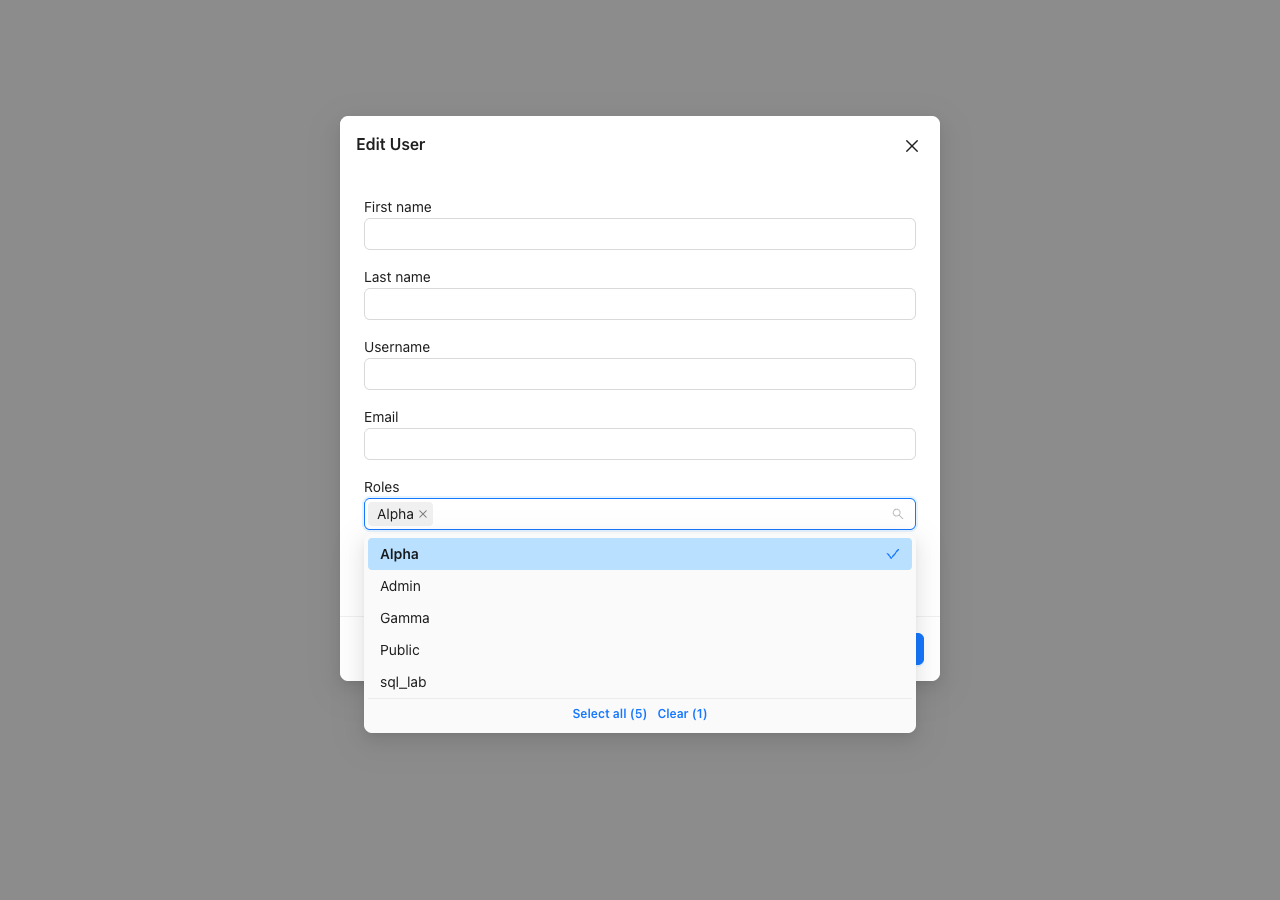 Edit User
First name
Last name
Username
Email
Roles
Alpha
Alpha
Admin
Gamma
Public
sql_lab
Select all (5) Clear (1)